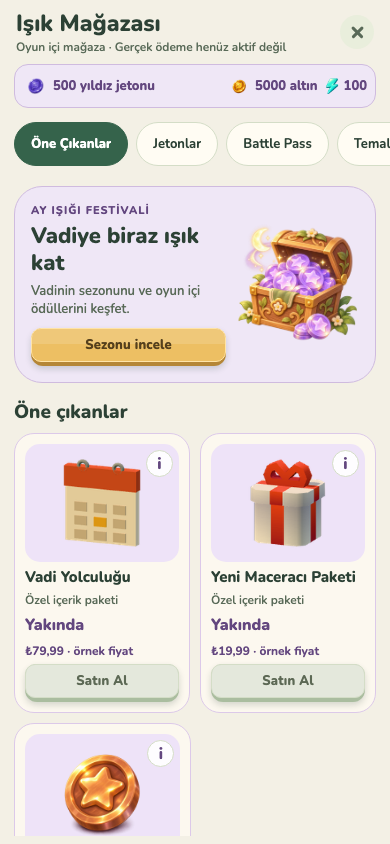 Işık Mağazası
Oyun içi mağaza · Gerçek ödeme henüz aktif değil
500 yıldız jetonu
5000 altın
100
Öne Çıkanlar
Jetonlar
Battle Pass
Temal
AY IŞIĞI FESTİVALİ
Vadiye biraz ışık
kat
Vadinin sezonunu ve oyun içi
ödüllerini keşfet.
Sezonu incele
Öne çıkanlar
i
Vadi Yolculuğu
Özel içerik paketi
Yakında
₺79,99 · örnek fiyat
Satın Al
i
Yeni Maceracı Paketi
Özel içerik paketi
Yakında
₺19,99 · örnek fiyat
Satın Al
i